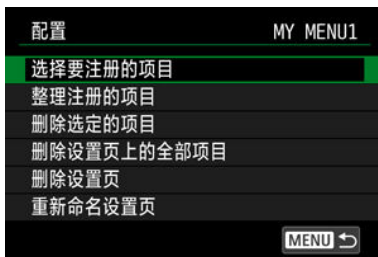 配置 MY MENU1
选择要注册的项目
整理注册的项目
删除选定的项目
删除设置页上的全部项目
删除设置页
重新命名设置页
MENU